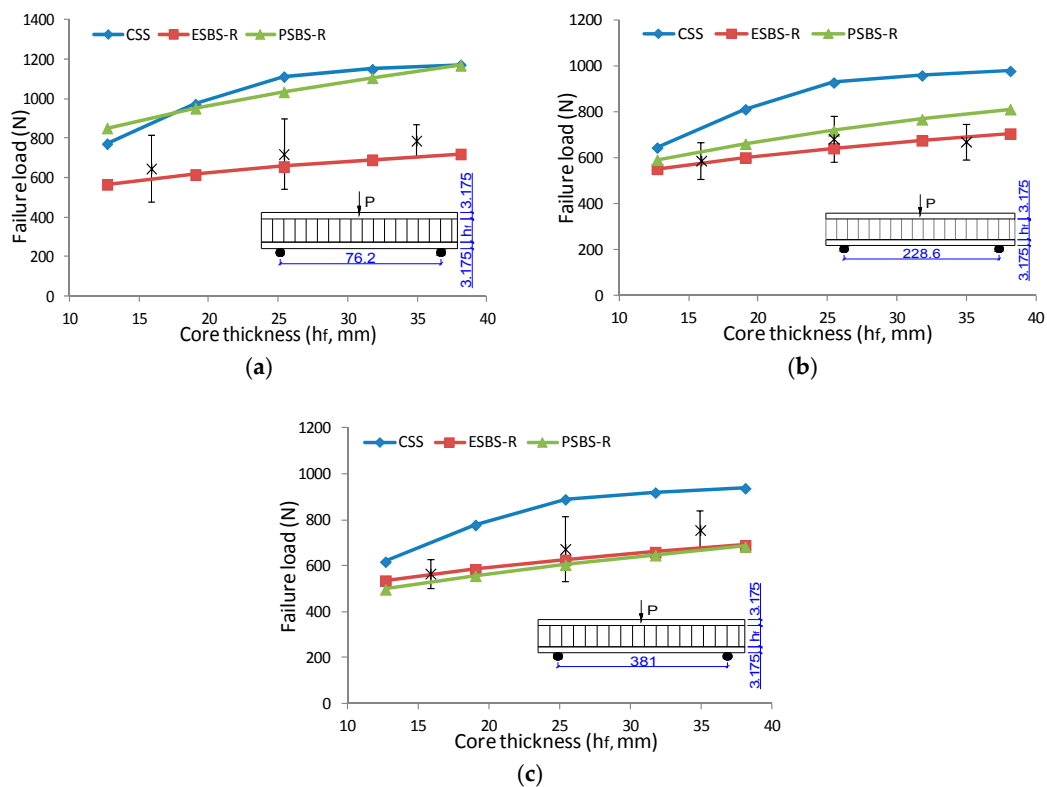 CSS ESBS-R PSBS-R
Failure load (N)
1400
1200
1000
800
600
400
200
0
10 15 20 25 30 35 40
Core thickness (hf, mm)
P
76.2
3.175 hf 3.175
(a)
CSS ESBS-R PSBS-R
Failure load (N)
1200
1000
800
600
400
200
0
10 15 20 25 30 35 40
Core thickness (hf, mm)
P
228.6
3.175 hf 3.175
(b)
CSS ESBS-R PSBS-R
Failure load (N)
1200
1000
800
600
400
200
0
10 15 20 25 30 35 40
Core thickness (hf, mm)
P
381
3.175 hf 3.175
(c)